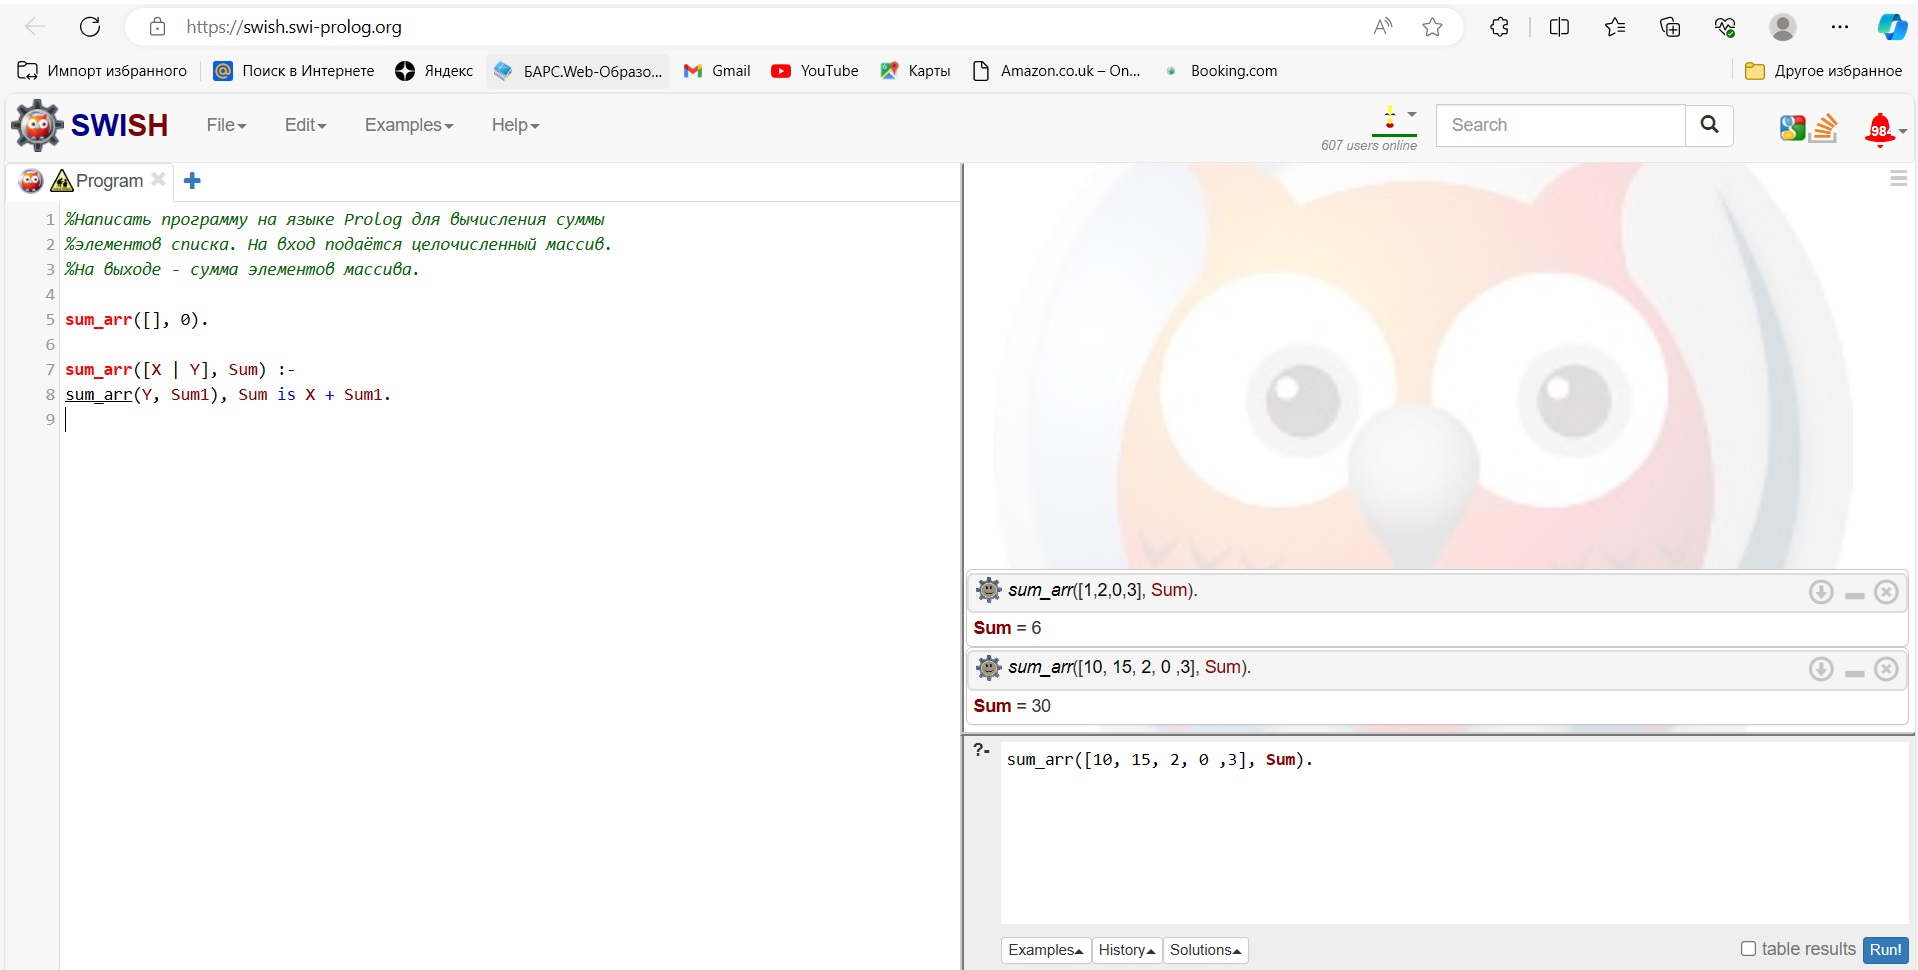 https://swish.swi-prolog.org
Импорт избранного Поиск в Интернете Яндекс БАРС.Web-Образо... Gmail YouTube Карты Amazon.co.uk – On... Booking.com Другое избранное
SWISH File Edit Examples Help 607 users online Search 984
Program
1 %Написать программу на языке Prolog для вычисления суммы
2 %элементов списка. На вход подаётся целочисленный массив.
3 %На выходе - сумма элементов массива.
4
5 sum_arr([], 0).
6
7 sum_arr([X | Y], Sum) :-
8 sum_arr(Y, Sum1), Sum is X + Sum1.
9
sum_arr([1,2,0,3], Sum).
Sum = 6
sum_arr([10, 15, 2, 0 ,3], Sum).
Sum = 30
?- sum_arr([10, 15, 2, 0 ,3], Sum).
Examples History Solutions table results Run!